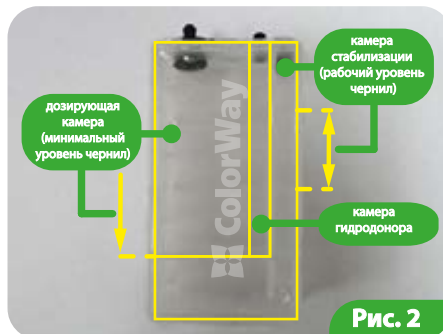 дозирующая
камера
(минимальный
уровень чернил)
камера
стабилизации
(рабочий уровень
чернил)
ColorWay
камера
гидродонора
Рис. 2